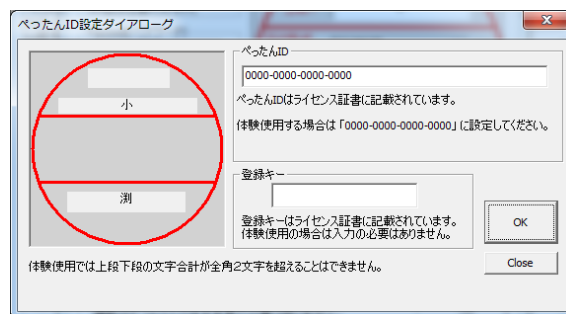 ぺったんID設定ダイアローグ
小
渕
ぺったんID
0000-0000-0000-0000
ぺったんIDはライセンス証書に記載されています。
体験使用する場合は「0000-0000-0000-0000」に設定してください。
登録キー
登録キーはライセンス証書に記載されています。
体験使用の場合は入力の必要はありません。
OK
Close
体験使用では上段下段の文字合計が全角2文字を超えることはできません。